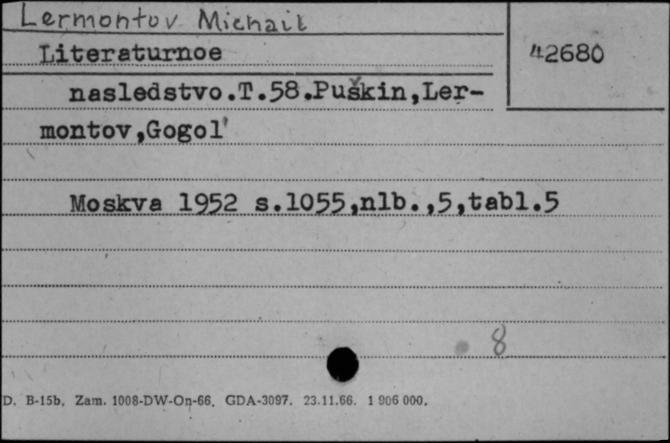 Lermontov Michail
42680
Literaturnoe
nasledstvo.T.58.Puškin,Ler-
montov,Gogol'
Moskva 1952 s.1055,nlb.,5,tabl.5
8
D. B-15b. Zam. 1008-DW-On-66. GDA-3097. 23.11.66. 1 906 000.